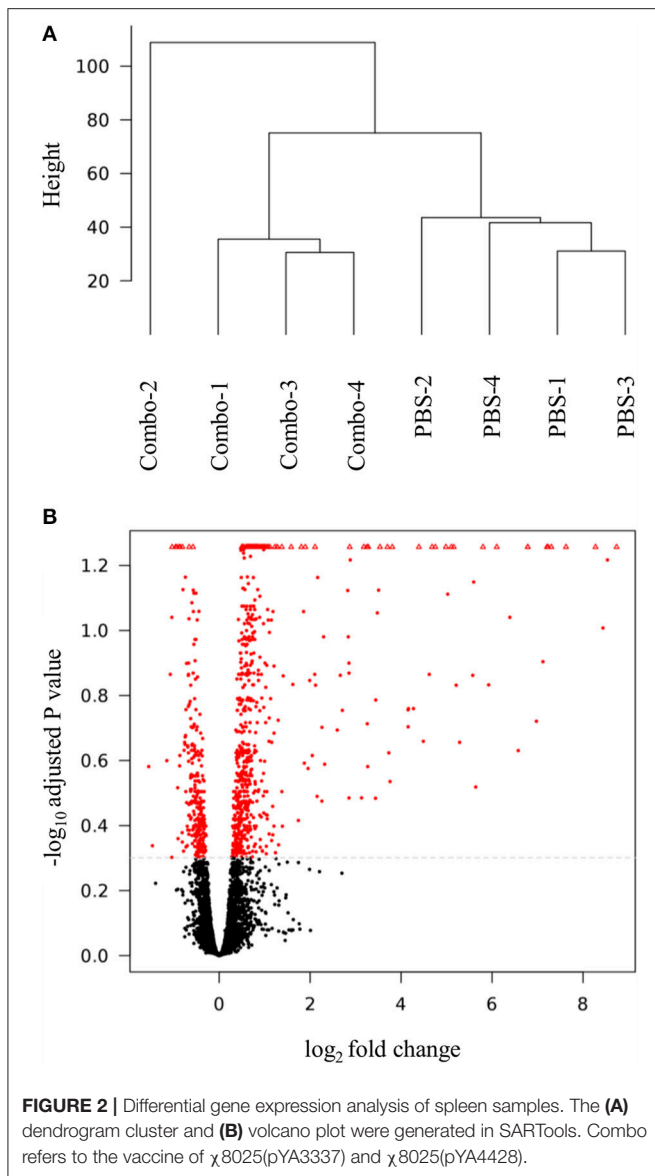 A
100
80
60
40
20
Height
Combo-2
Combo-1
Combo-3
Combo-4
PBS-2
PBS-4
PBS-1
PBS-3
B
1.2
1.0
0.8
0.6
0.4
0.2
0.0
-log10 adjusted P value
0 2 4 6 8
log2 fold change
FIGURE 2 | Differential gene expression analysis of spleen samples. The (A)
dendrogram cluster and (B) volcano plot were generated in SARTools. Combo
refers to the vaccine of χ8025(pYA3337) and χ8025(pYA4428).